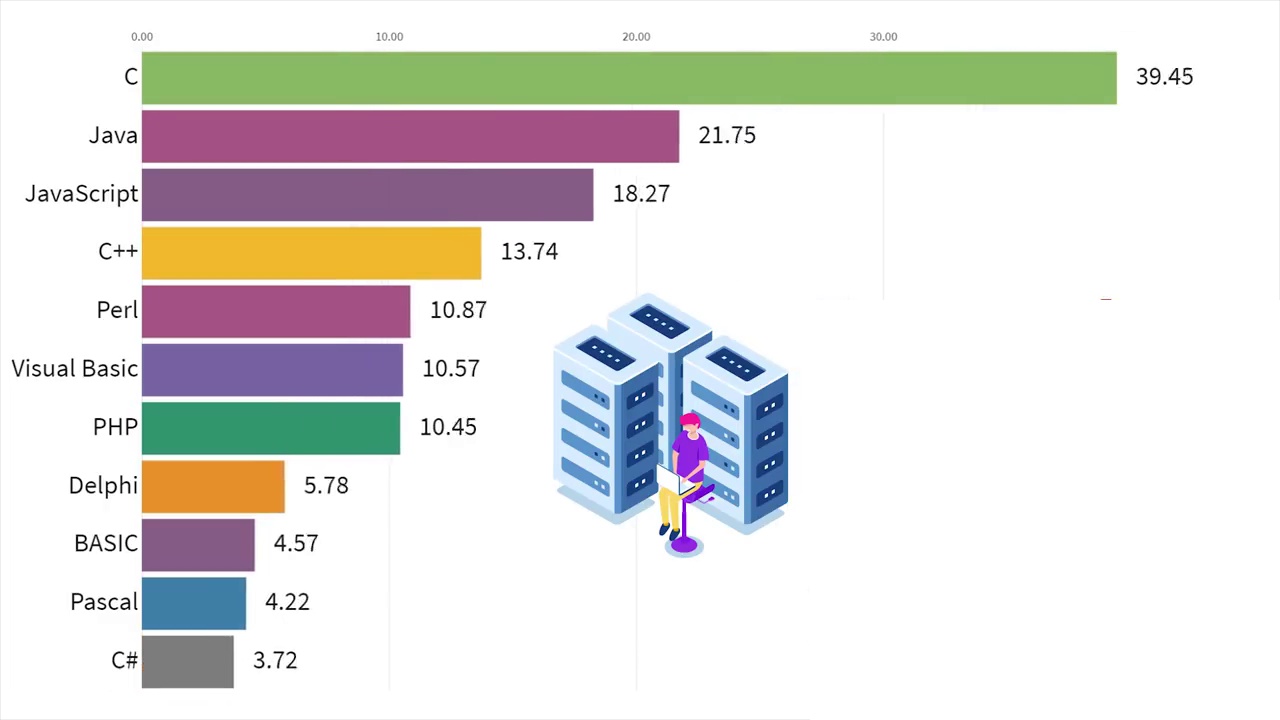 0.00 10.00 20.00 30.00
C 39.45
Java 21.75
JavaScript 18.27
C++ 13.74
Perl 10.87
Visual Basic 10.57
PHP 10.45
Delphi 5.78
BASIC 4.57
Pascal 4.22
C# 3.72